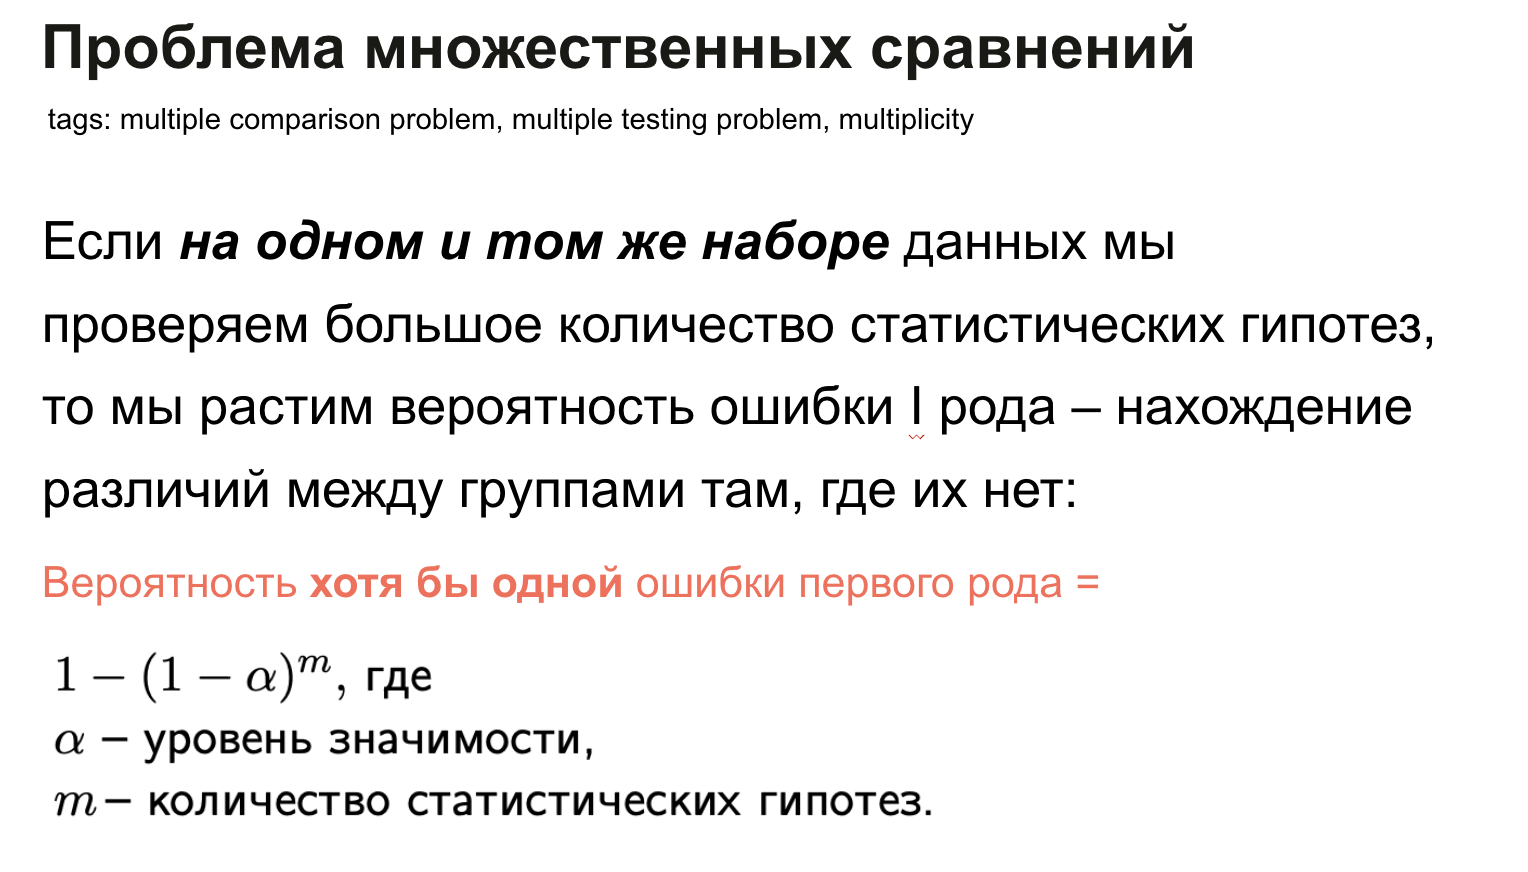 Проблема множественных сравнений
tags: multiple comparison problem, multiple testing problem, multiplicity
Если на одном и том же наборе данных мы
проверяем большое количество статистических гипотез,
то мы растим вероятность ошибки I рода – нахождение
различий между группами там, где их нет:
Вероятность хотя бы одной ошибки первого рода =
1 − (1 − α)^m, где
α – уровень значимости,
m – количество статистических гипотез.